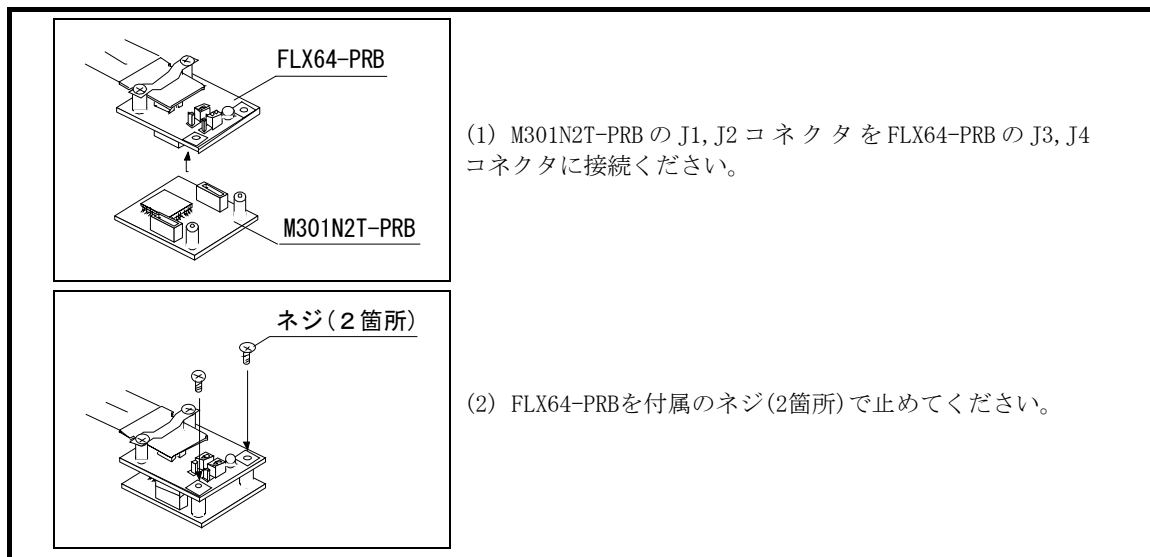 FLX64-PRB
M301N2T-PRB
(1) M301N2T-PRB の J1,J2 コ ネ ク タ を FLX64-PRB の J3,J4
コネクタに接続ください。
ネジ(2箇所)
(2) FLX64-PRBを付属のネジ(2箇所)で止めてください。